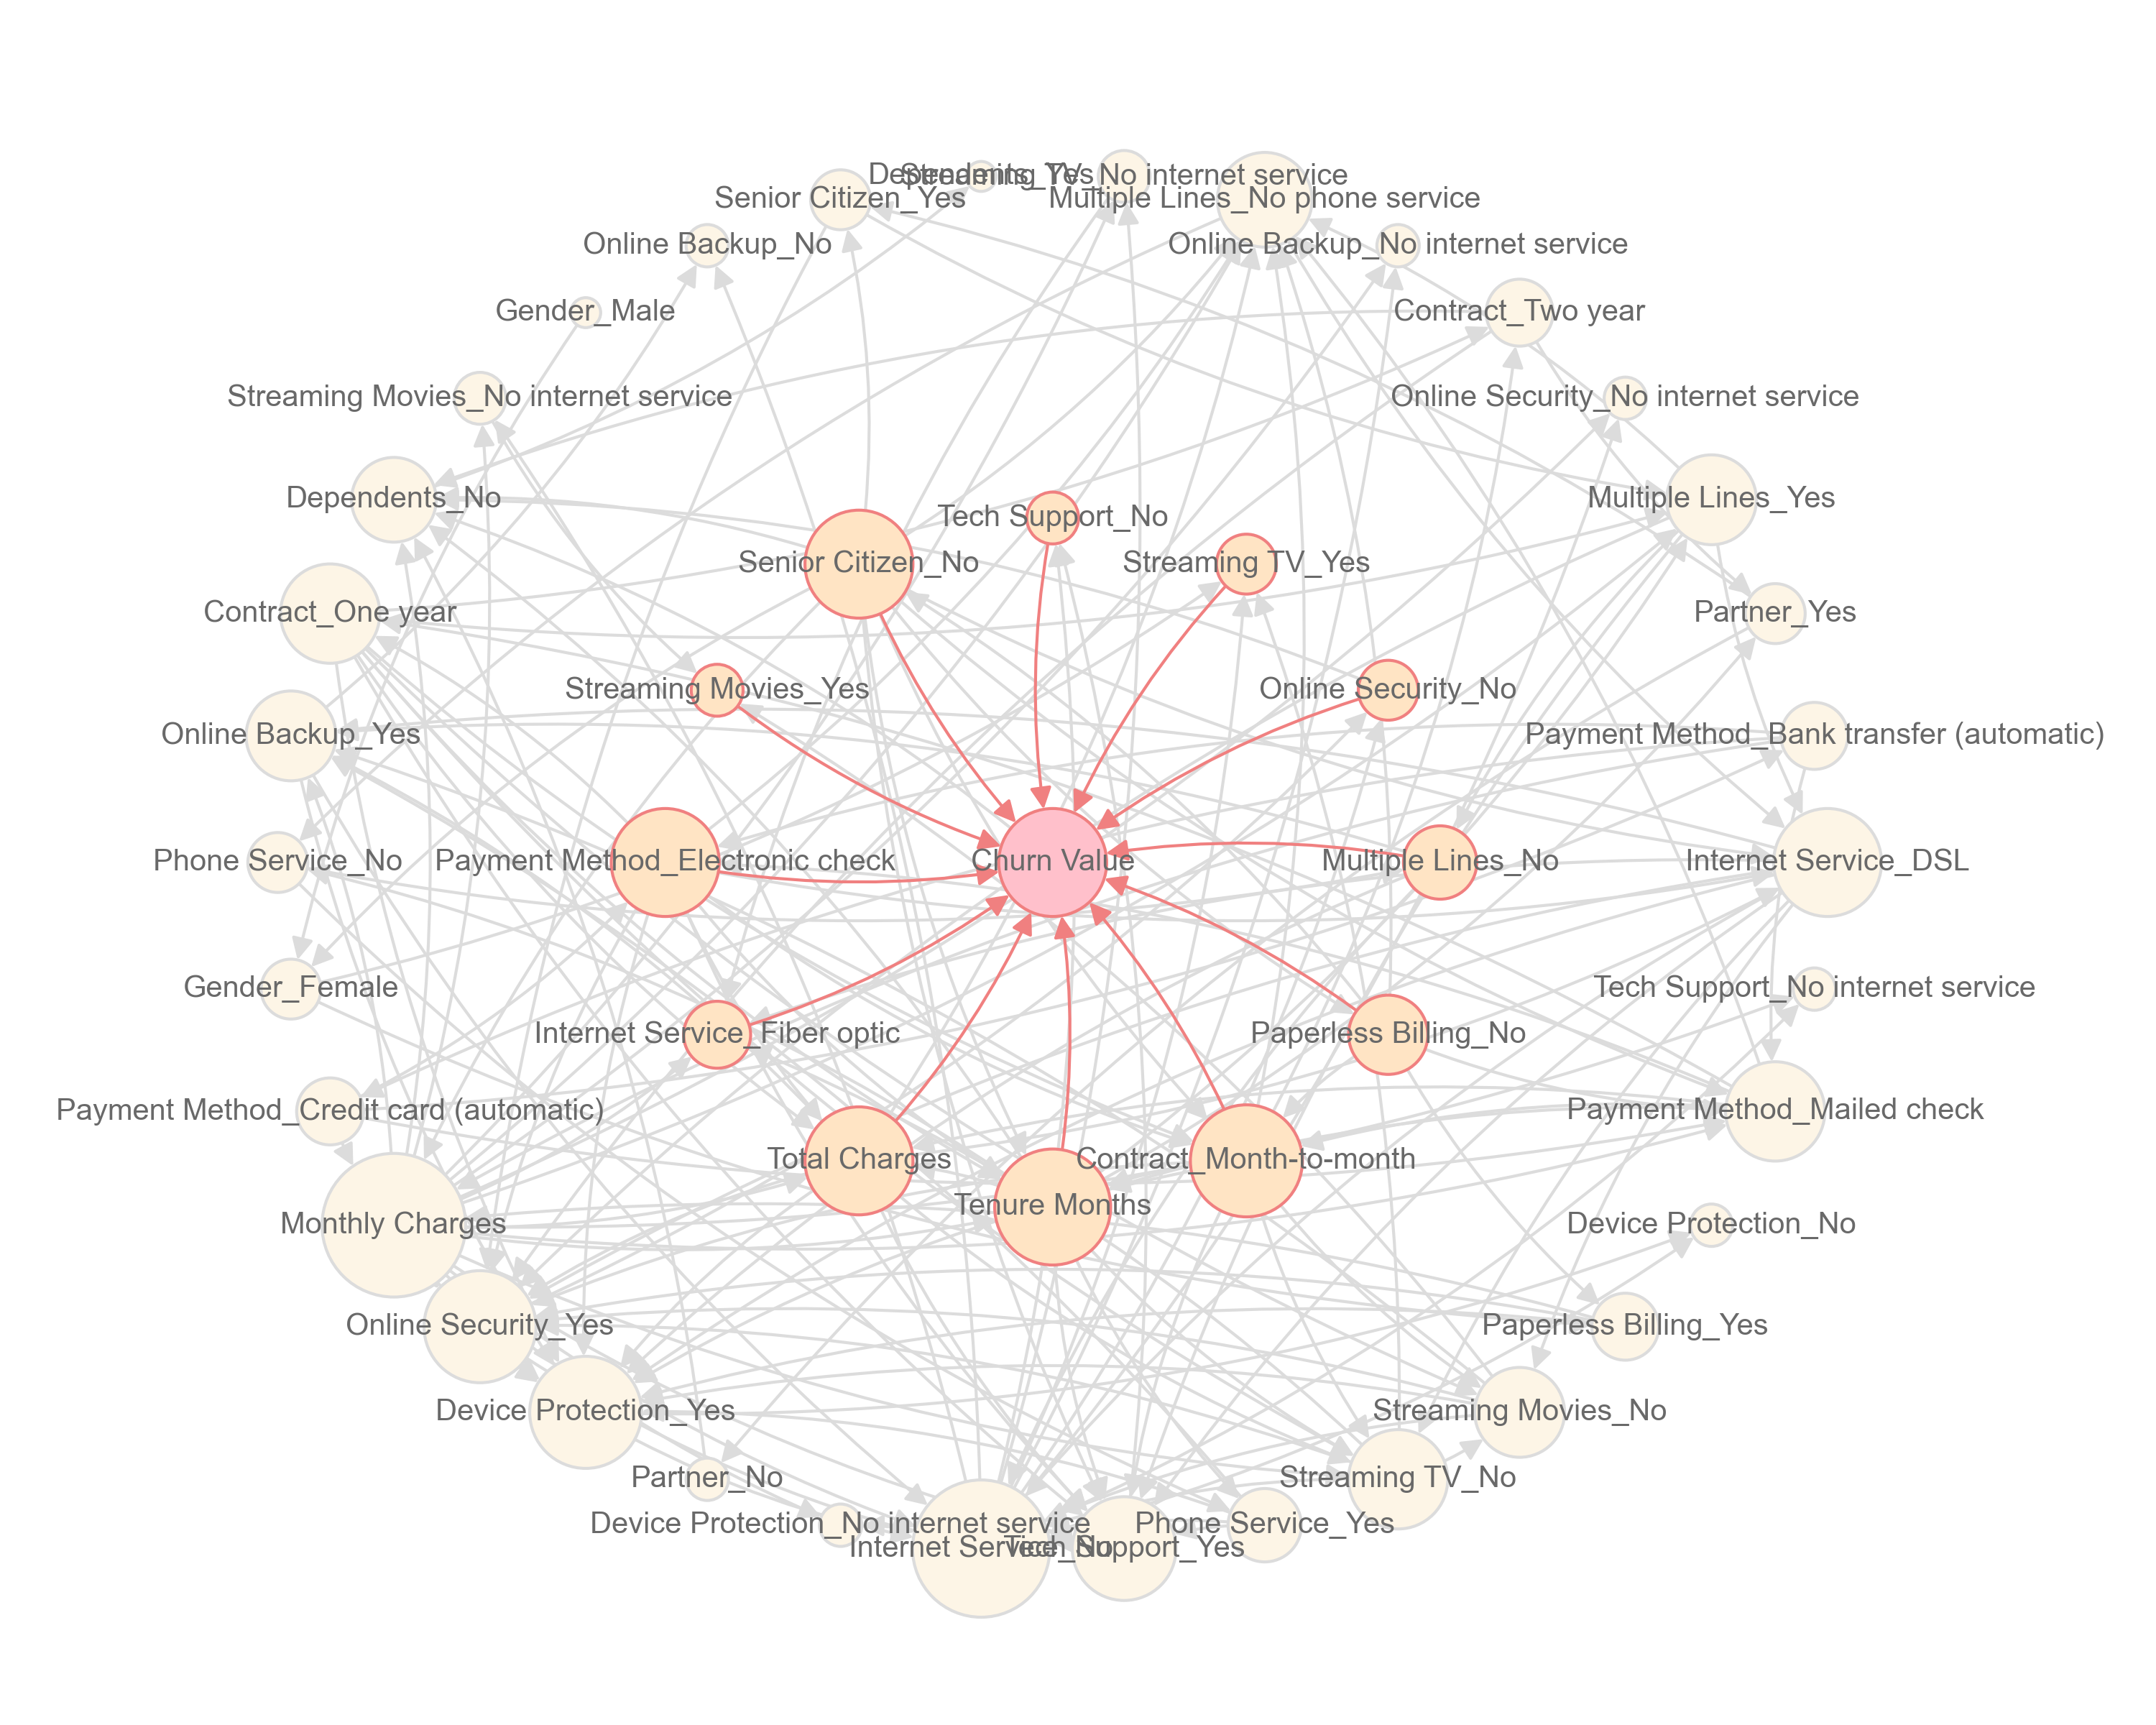 Dependents_Yes
Streaming TV_No internet service
Senior Citizen_Yes
Multiple Lines_No phone service
Online Backup_No
Online Backup_No internet service
Gender_Male
Contract_Two year
Streaming Movies_No internet service
Online Security_No internet service
Dependents_No
Multiple Lines_Yes
Tech Support_No
Senior Citizen_No
Streaming TV_Yes
Contract_One year
Partner_Yes
Streaming Movies_Yes
Online Security_No
Online Backup_Yes
Payment Method_Bank transfer (automatic)
Phone Service_No
Payment Method_Electronic check
Churn Value
Multiple Lines_No
Internet Service_DSL
Gender_Female
Tech Support_No internet service
Internet Service_Fiber optic
Paperless Billing_No
Payment Method_Credit card (automatic)
Payment Method_Mailed check
Total Charges
Contract_Month-to-month
Tenure Months
Monthly Charges
Device Protection_No
Online Security_Yes
Paperless Billing_Yes
Device Protection_Yes
Streaming Movies_No
Partner_No
Streaming TV_No
Device Protection_No internet service
Phone Service_Yes
Internet Service_No
Tech Support_Yes